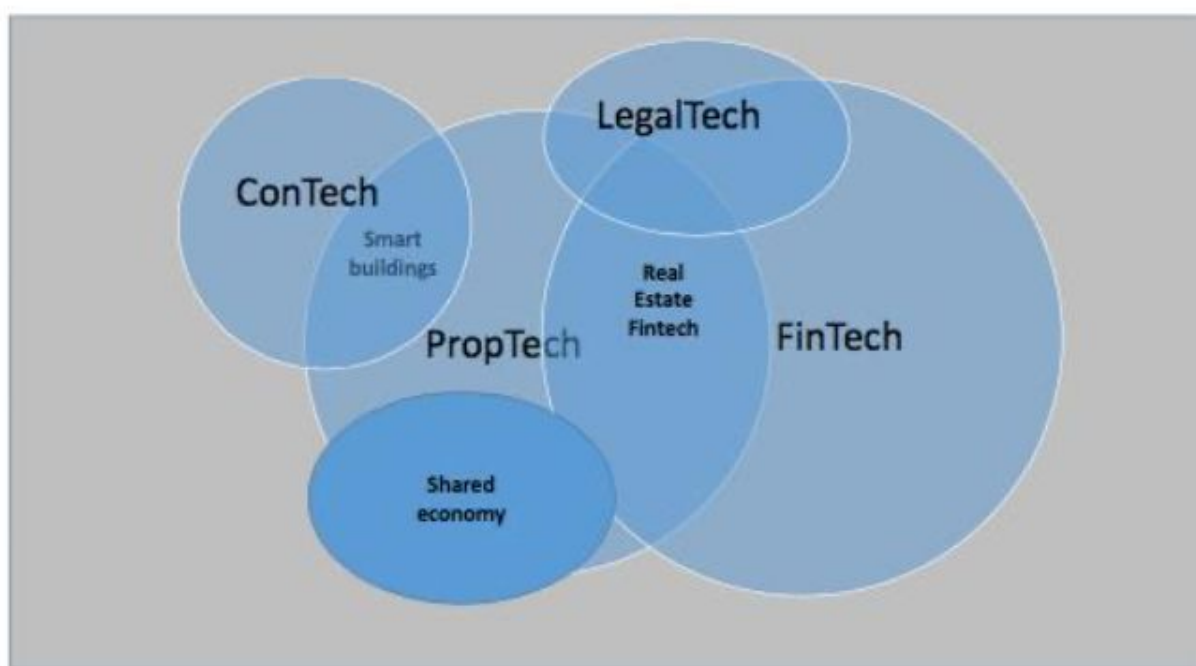 LegalTech
ConTech
Smart
buildings
Real
Estate
Fintech
PropTech
FinTech
Shared
economy